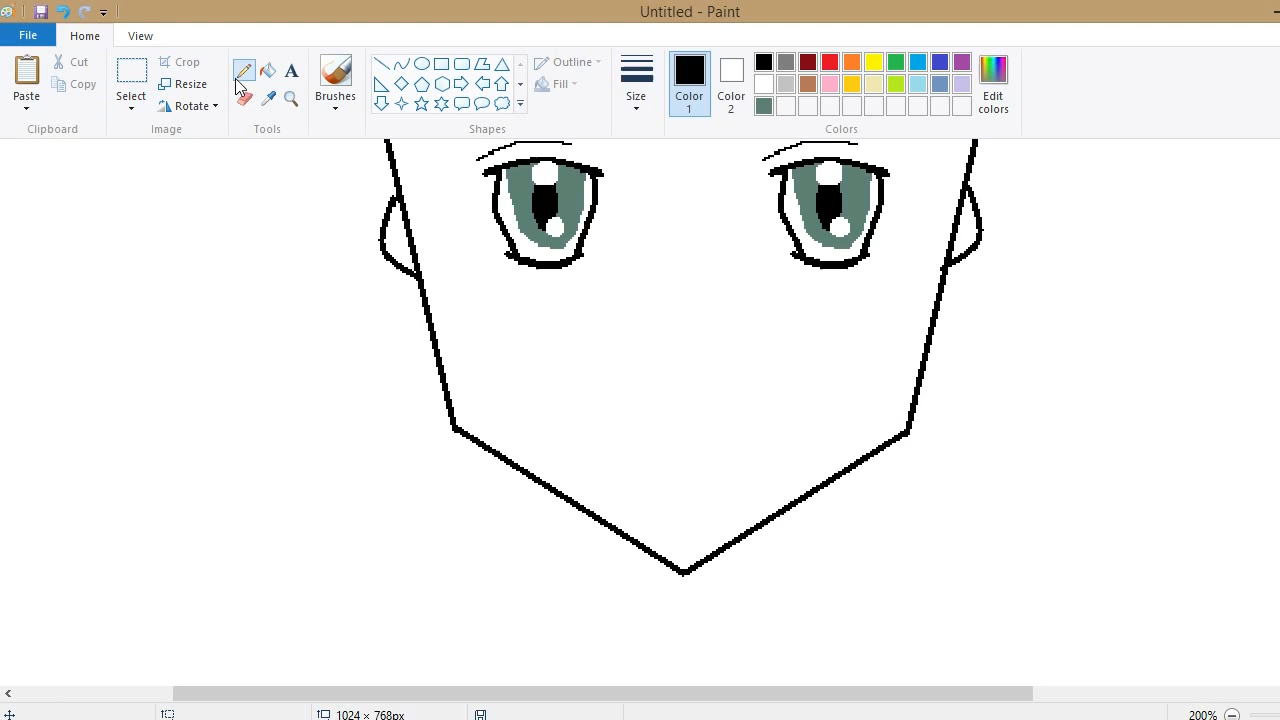 Untitled - Paint
File Home View
Cut
Copy
Paste
Clipboard
Select
Crop
Resize
Rotate
Image
A
Tools
Brushes
Outline
Fill
Shapes
Size
Color
1
Color
2
Edit
colors
Colors
1024 × 768px
200%